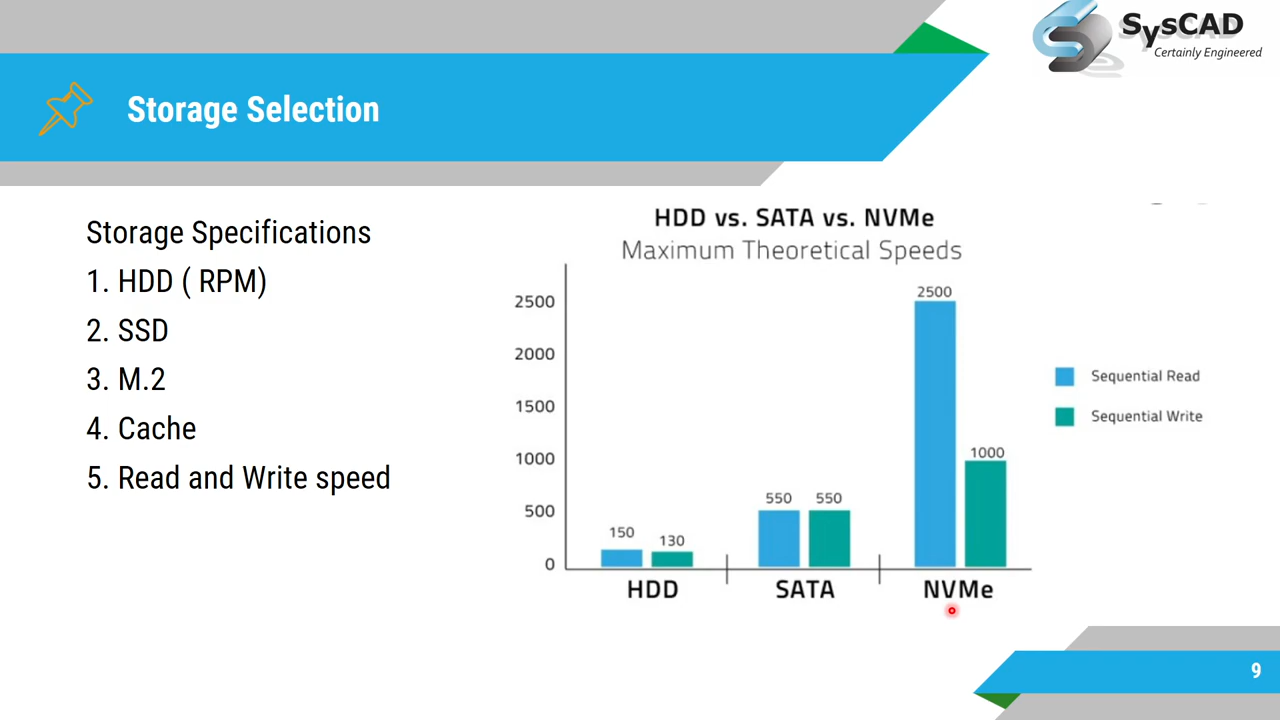 SysCAD
Certainly Engineered
Storage Selection
Storage Specifications
1. HDD ( RPM)
2. SSD
3. M.2
4. Cache
5. Read and Write speed
HDD vs. SATA vs. NVMe
Maximum Theoretical Speeds
2500
2000
1500
1000
500
0
150
130
550
550
2500
1000
HDD
SATA
NVMe
Sequential Read
Sequential Write
9